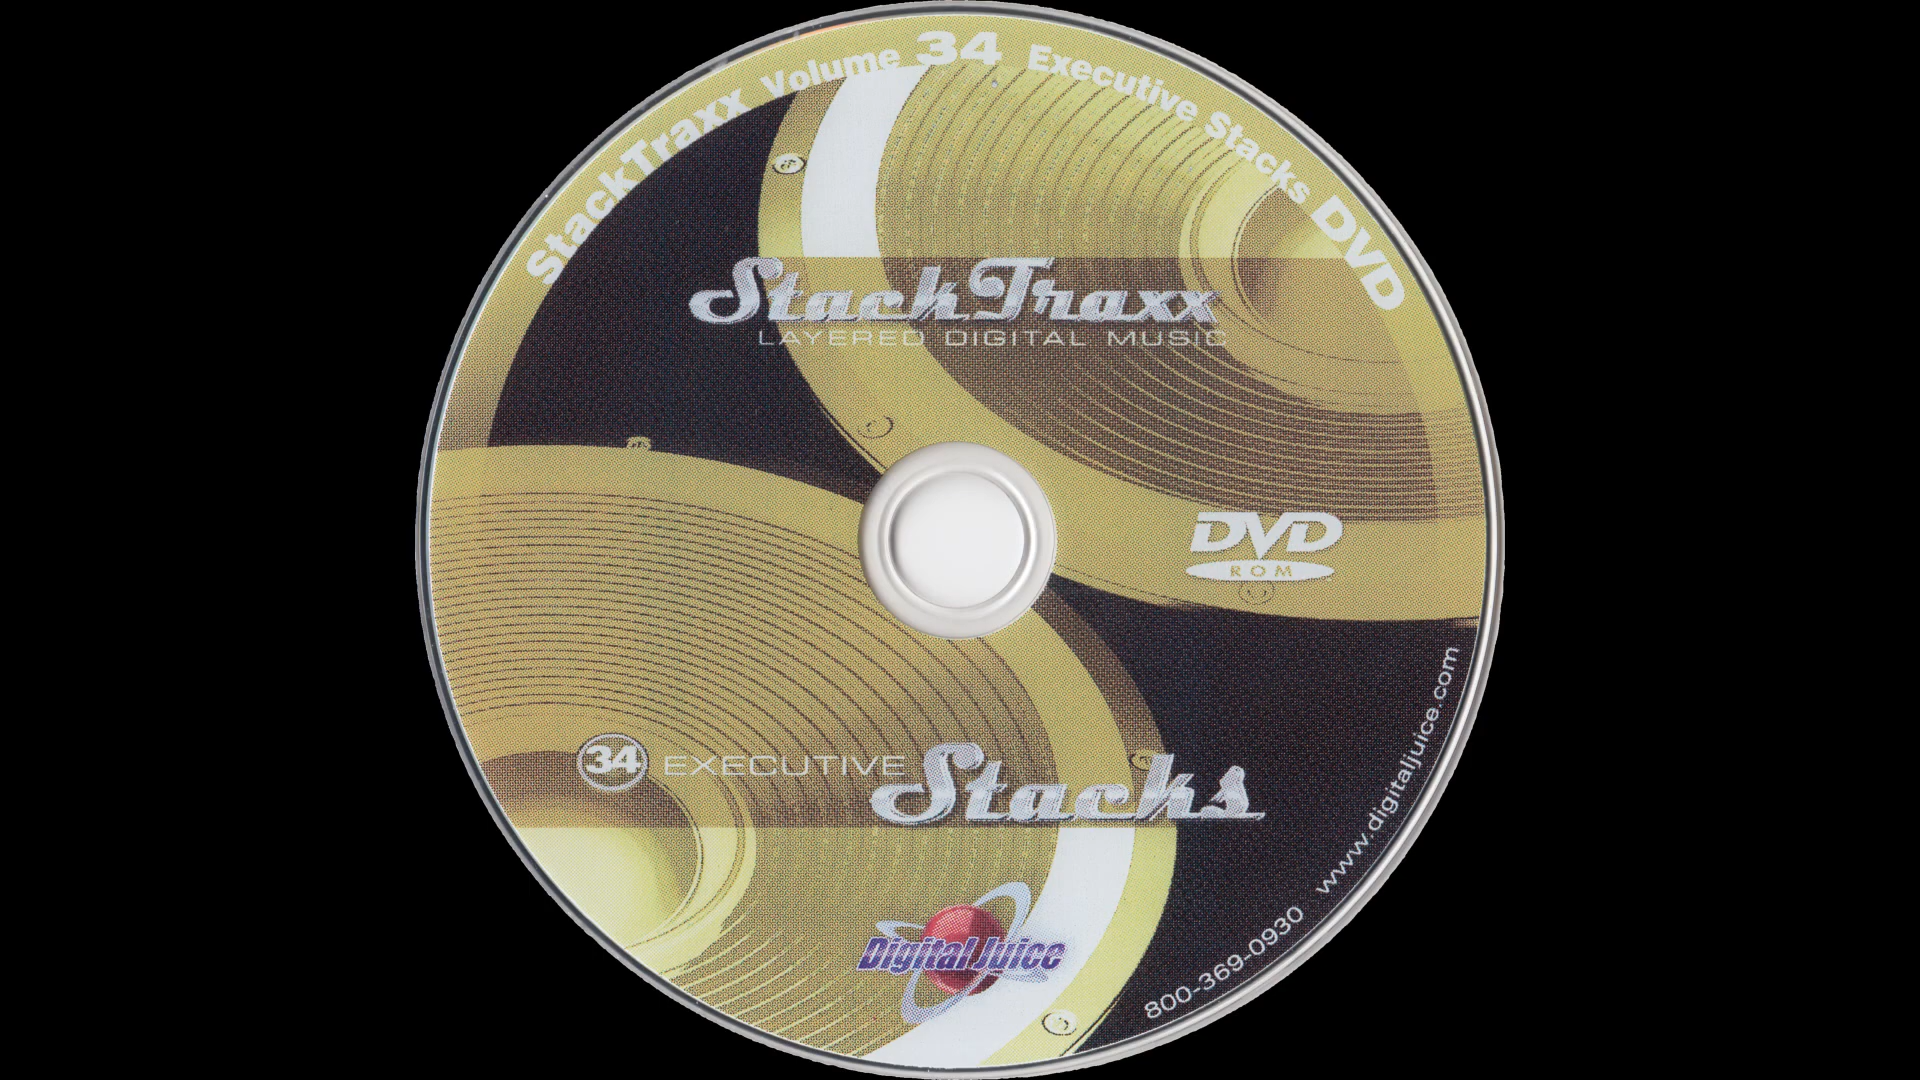 StackTraxx Volume 34 Executive Stacks DVD
StackTraxx
LAYERED DIGITAL MUSIC
DVD
ROM
34 EXECUTIVE Stacks
Digital Juice
800-369-0930 www.digitaljuice.com